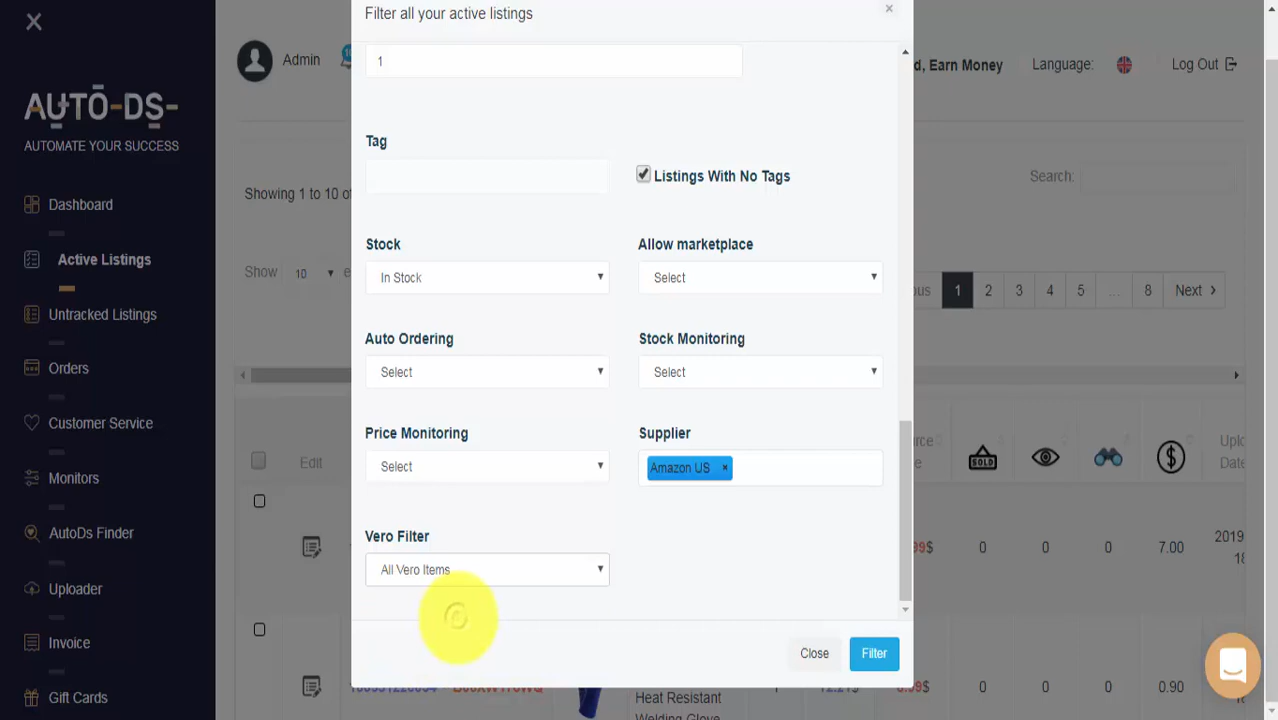 Filter all your active listings
×
Admin
d, Earn Money
Language:
Log Out
1
AUTO-DS-
AUTOMATE YOUR SUCCESS
Tag
Listings With No Tags
Showing 1 to 10 of
Search:
Dashboard
Stock
Allow marketplace
Active Listings
Show 10 e
In Stock
Select
ous 1 2 3 4 5 ... 8 Next
Untracked Listings
Auto Ordering
Stock Monitoring
Orders
Select
Select
Customer Service
Price Monitoring
Supplier
Edit
Select
Amazon US ×
SOLD
Date
Monitors
AutoDs Finder
Vero Filter
All Vero Items
99$ 0 0 0 7.00
2019
18
Uploader
Invoice
Close
Filter
0 0 0 0.90
18
Heat Resistant
Welding Glove
Gift Cards